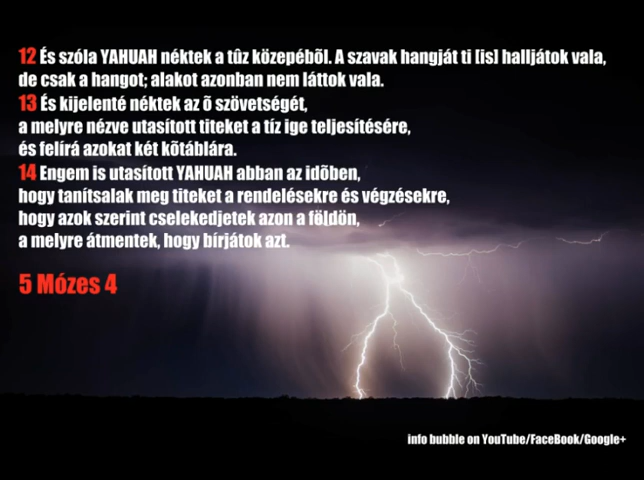 12 És szóla YAHUAH néktek a tûz közepébõl. A szavak hangját ti [is] halljátok vala,
de csak a hangot; alakot azonban nem láttok vala.
13 És kijelenté néktek az õ szövetségét,
a melyre nézve utasított titeket a tíz ige teljesítésére,
és felírá azokat két kõtáblára.
14 Engem is utasított YAHUAH abban az idõben,
hogy tanítsalak meg titeket a rendelésekre és végzésekre,
hogy azok szerint cselekedjetek azon a földön,
a melyre átmentek, hogy bírjátok azt.
5 Mózes 4
info bubble on YouTube/FaceBook/Google+